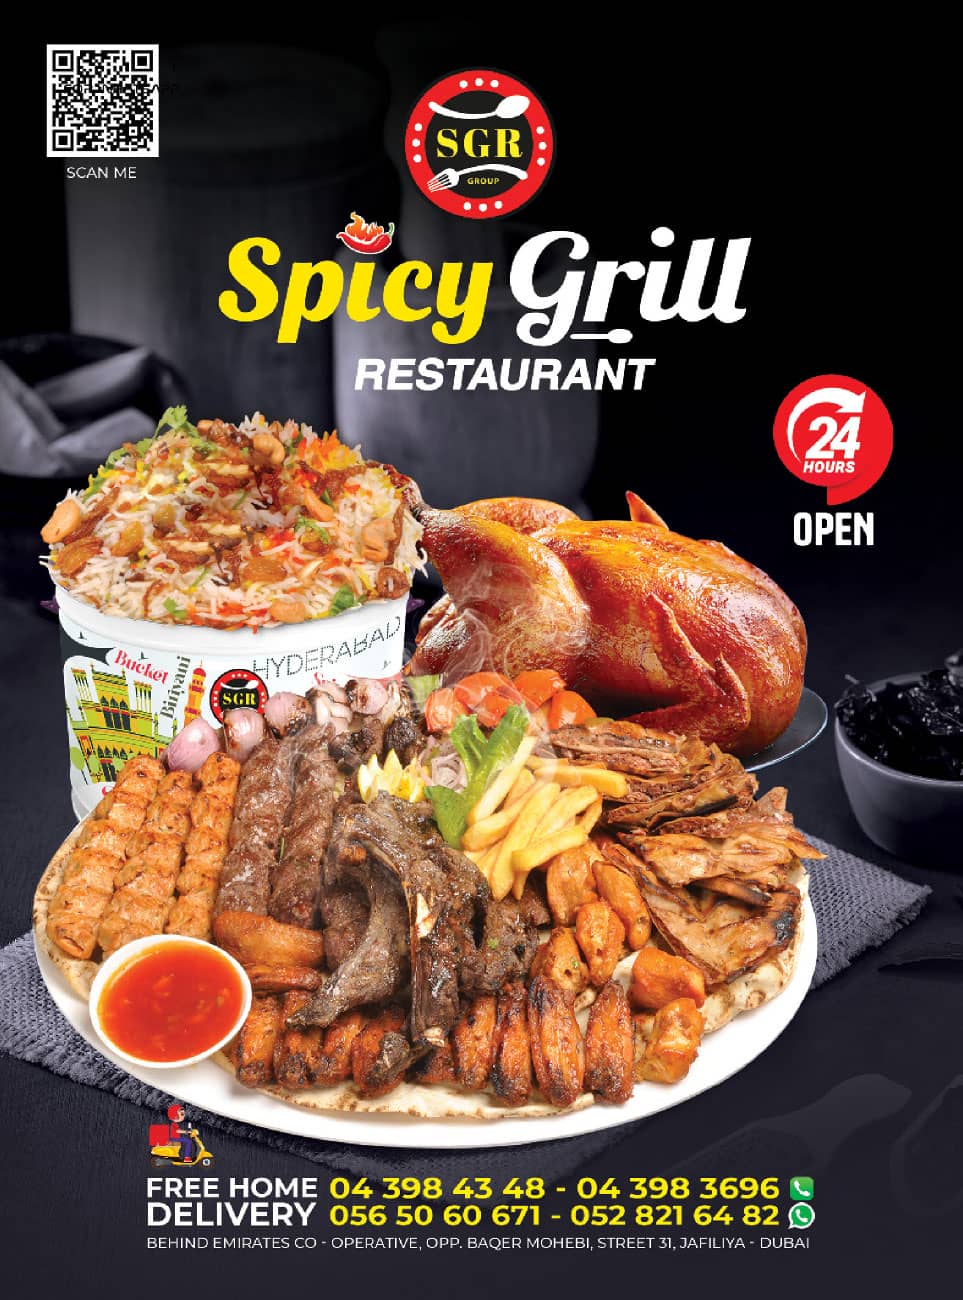 SCAN ME
SGR
GROUP
Spicy Grill
RESTAURANT
24
HOURS
OPEN
HYDERABAD
Bucket
Biriyani
SGR
FREE HOME
DELIVERY
04 398 43 48 - 04 398 3696
056 50 60 671 - 052 821 64 82
BEHIND EMIRATES CO - OPERATIVE, OPP. BAQER MOHEBI, STREET 31, JAFILIYA - DUBAI